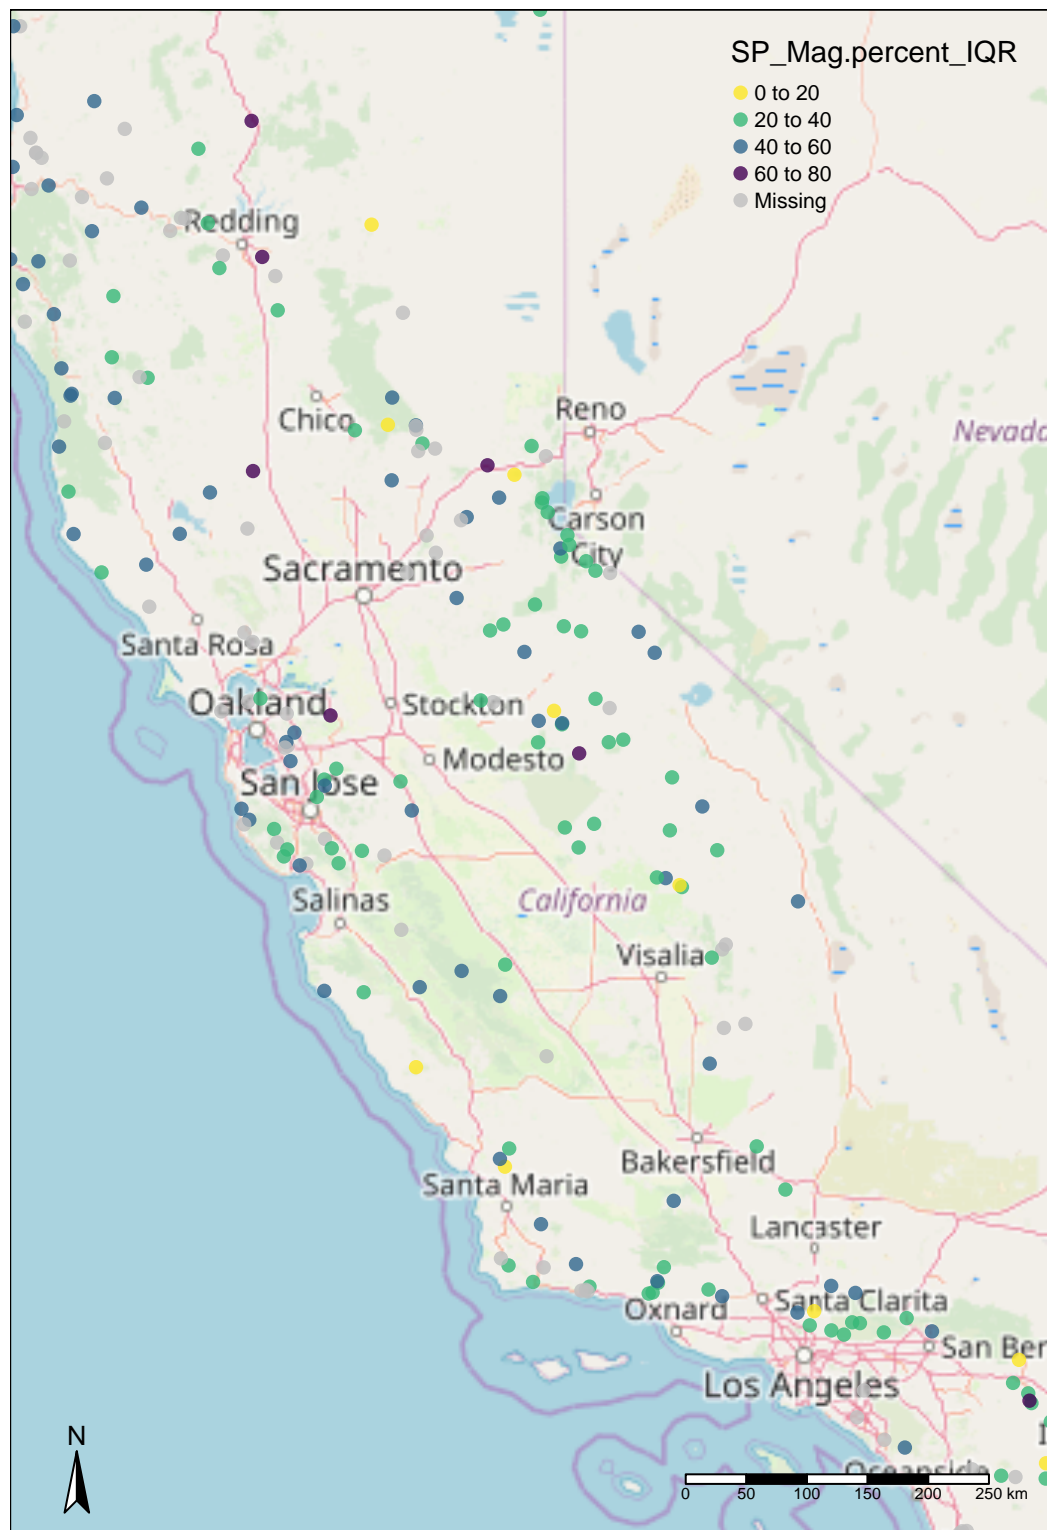 SP_Mag.percent_IQR
0 to 20
20 to 40
40 to 60
60 to 80
Missing
Redding
Chico
Reno
Nevada
Carson
City
Sacramento
Santa Rosa
Oakland
Stockton
Modesto
San Jose
Salinas
California
Visalia
Bakersfield
Santa Maria
Lancaster
Santa Clarita
Oxnard
San Ber
Los Angeles
Oceanside
N
0 50 100 150 200 250 km